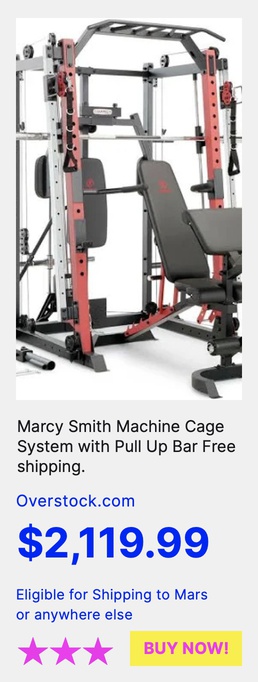 Marcy Smith Machine Cage
System with Pull Up Bar Free
shipping.
Overstock.com
$2,119.99
Eligible for Shipping to Mars
or anywhere else
BUY NOW!